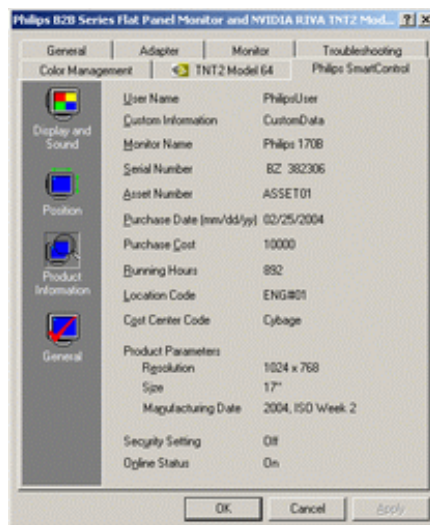 Philips B2B Series Flat Panel Monitor and NVIDIA RIVA TNT2 Mod...
General Adapter Monitor Troubleshooting
Color Management TNT2 Model 64 Philips SmartControl
Display and Sound
Position
Product Information
General
User Name PhilipsUser
Custom Information CustomData
Monitor Name Philips 170B
Serial Number BZ 382306
Asset Number ASSET01
Purchase Date (mm/dd/yy) 02/25/2004
Purchase Cost 10000
Running Hours 892
Location Code ENG#01
Cost Center Code Cybage
Product Parameters
Resolution 1024 x 768
Size 17"
Manufacturing Date 2004, ISO Week 2
Security Setting Off
Online Status On
OK Cancel Apply